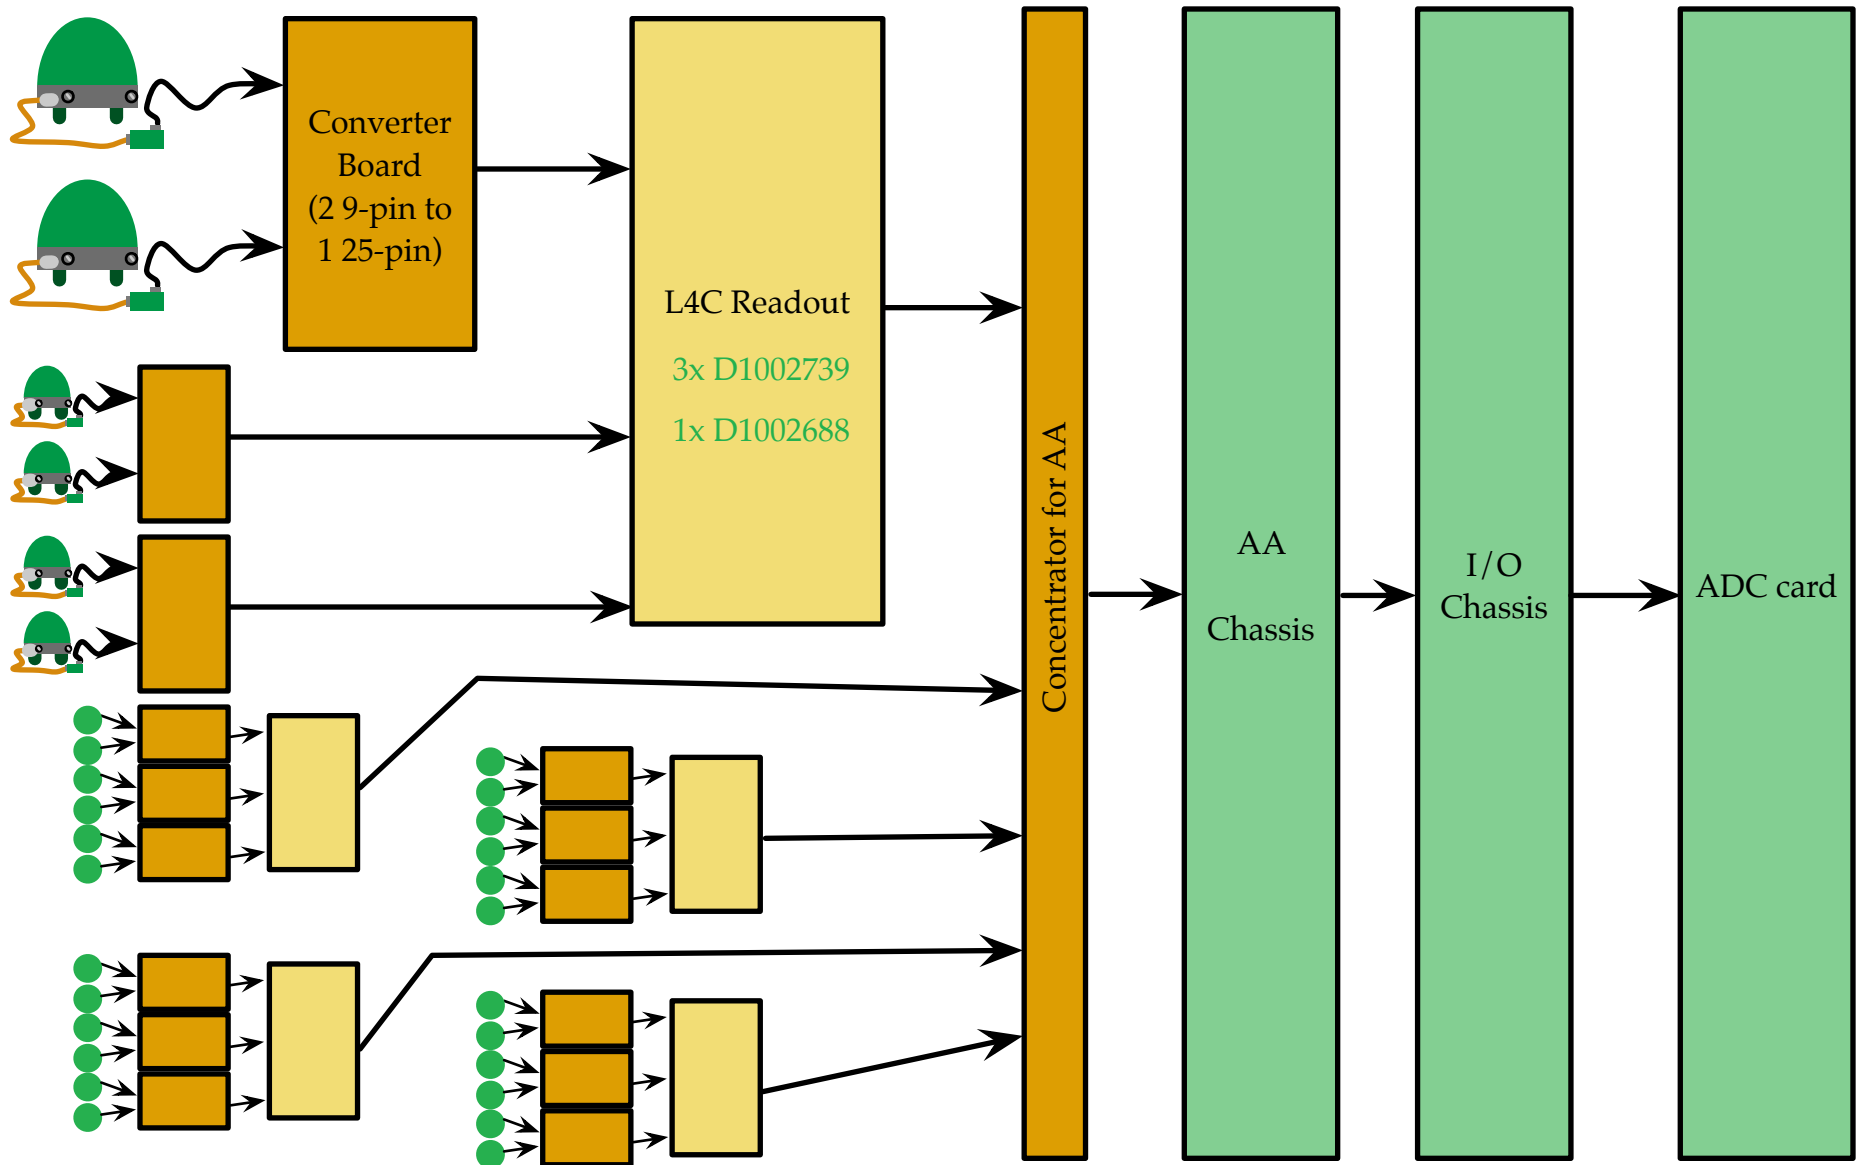 Converter
Board
(2 9-pin to
1 25-pin)
L4C Readout
3x D1002739
1x D1002688
Concentrator for AA
AA
Chassis
I/O
Chassis
ADC card